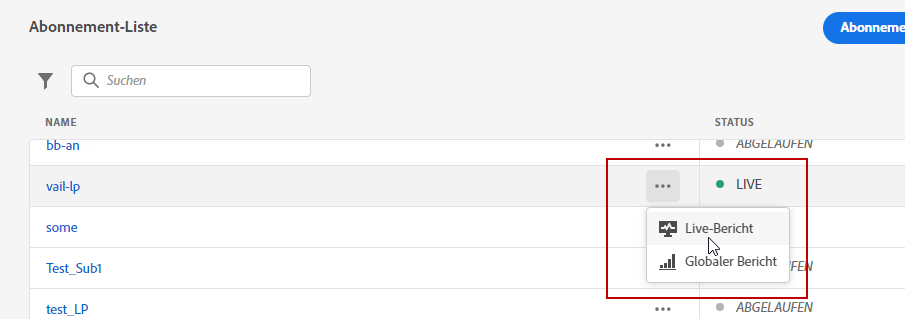 Abonnement-Liste
Abonneme
Suchen
NAME STATUS
bb-an ••• ABGELAUFEN
vail-lp ••• LIVE
some
Live-Bericht
Test_Sub1
Globaler Bericht
test_LP ••• ABGELAUFEN